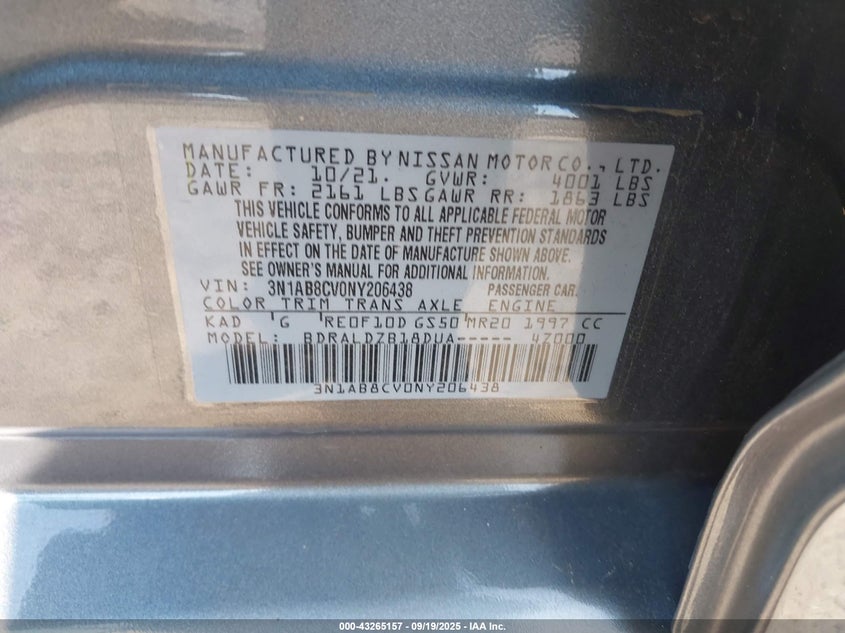 MANUFACTURED BY NISSAN MOTOR CO., LTD.
DATE: 10/21. GVWR: 4001 LBS
GAWR FR: 2161 LBS GAWR RR: 1863 LBS
THIS VEHICLE CONFORMS TO ALL APPLICABLE FEDERAL MOTOR
VEHICLE SAFETY, BUMPER AND THEFT PREVENTION STANDARDS
IN EFFECT ON THE DATE OF MANUFACTURE SHOWN ABOVE.
SEE OWNER'S MANUAL FOR ADDITIONAL INFORMATION.
VIN: 3N1AB8CV0NY206438 PASSENGER CAR.
COLOR TRIM TRANS AXLE ENGINE
KAD G RE0F10D GS50 MR20 1997 CC
MODEL: BDRALDZB18DUA----- 47000
3N1AB8CV0NY206438
000-43265157 - 09/19/2025 - IAA Inc.